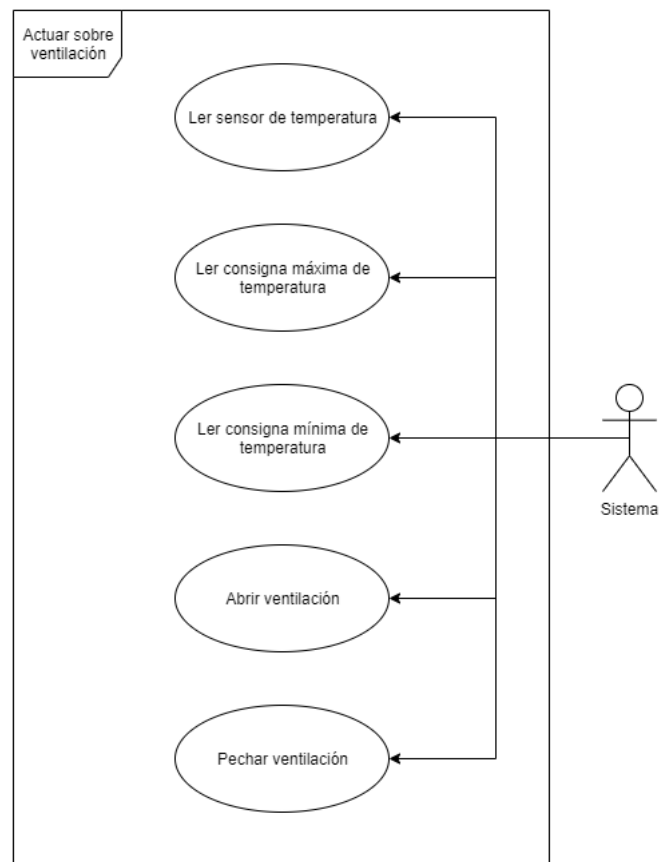 Actuar sobre
ventilación
Ler sensor de temperatura
Ler consigna máxima de
temperatura
Ler consigna mínima de
temperatura
Sistema
Abrir ventilación
Pechar ventilación